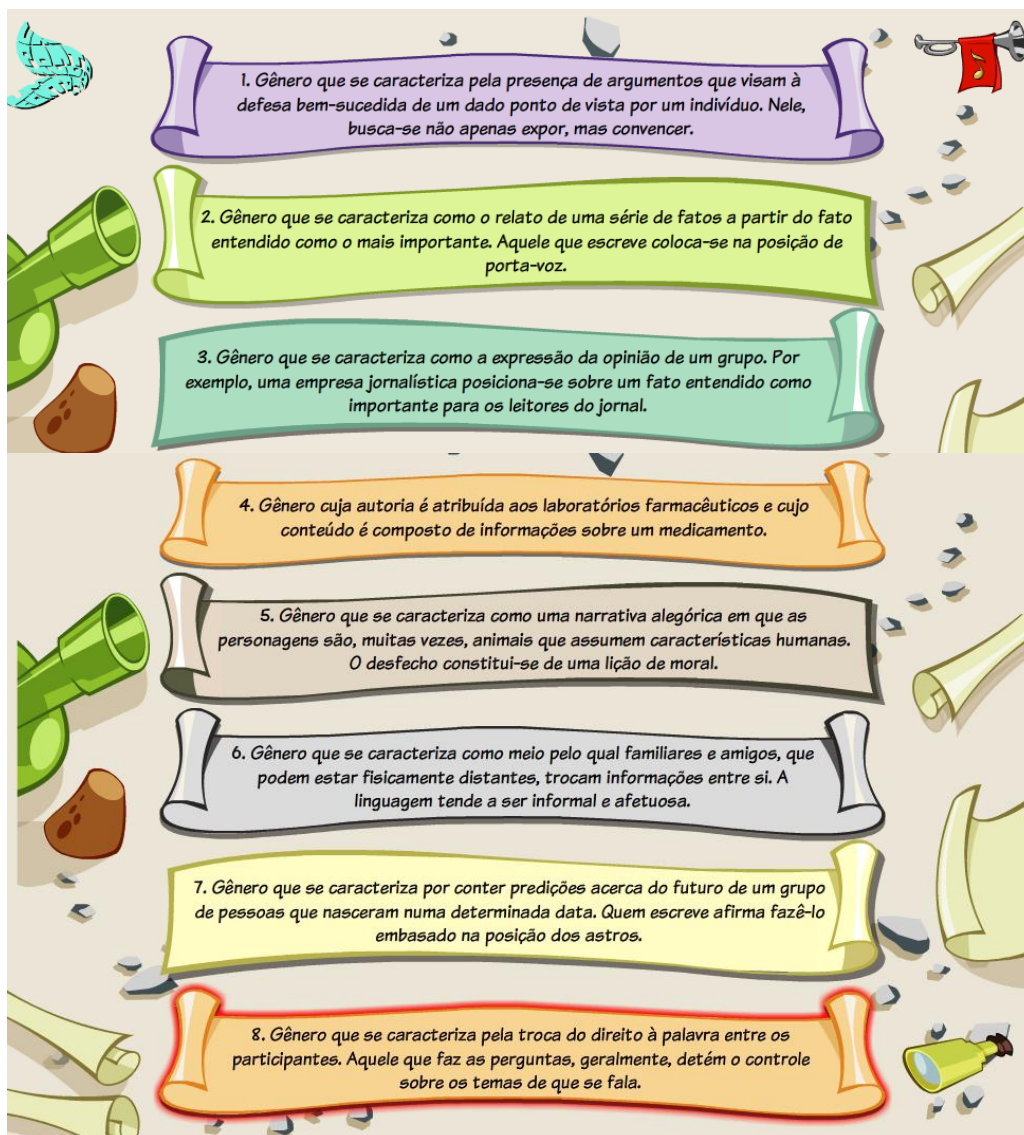 1. Gênero que se caracteriza pela presença de argumentos que visam à
defesa bem-sucedida de um dado ponto de vista por um indivíduo. Nele,
busca-se não apenas expor, mas convencer.
2. Gênero que se caracteriza como o relato de uma série de fatos a partir do fato
entendido como o mais importante. Aquele que escreve coloca-se na posição de
porta-voz.
3. Gênero que se caracteriza como a expressão da opinião de um grupo. Por
exemplo, uma empresa jornalística posiciona-se sobre um fato entendido como
importante para os leitores do jornal.
4. Gênero cuja autoria é atribuída aos laboratórios farmacêuticos e cujo
conteúdo é composto de informações sobre um medicamento.
5. Gênero que se caracteriza como uma narrativa alegórica em que as
personagens são, muitas vezes, animais que assumem características humanas.
O desfecho constitui-se de uma lição de moral.
6. Gênero que se caracteriza como meio pelo qual familiares e amigos, que
podem estar fisicamente distantes, trocam informações entre si. A
linguagem tende a ser informal e afetuosa.
7. Gênero que se caracteriza por conter predições acerca do futuro de um grupo
de pessoas que nasceram numa determinada data. Quem escreve afirma fazê-lo
embasado na posição dos astros.
8. Gênero que se caracteriza pela troca do direito à palavra entre os
participantes. Aquele que faz as perguntas, geralmente, detém o controle
sobre os temas de que se fala.